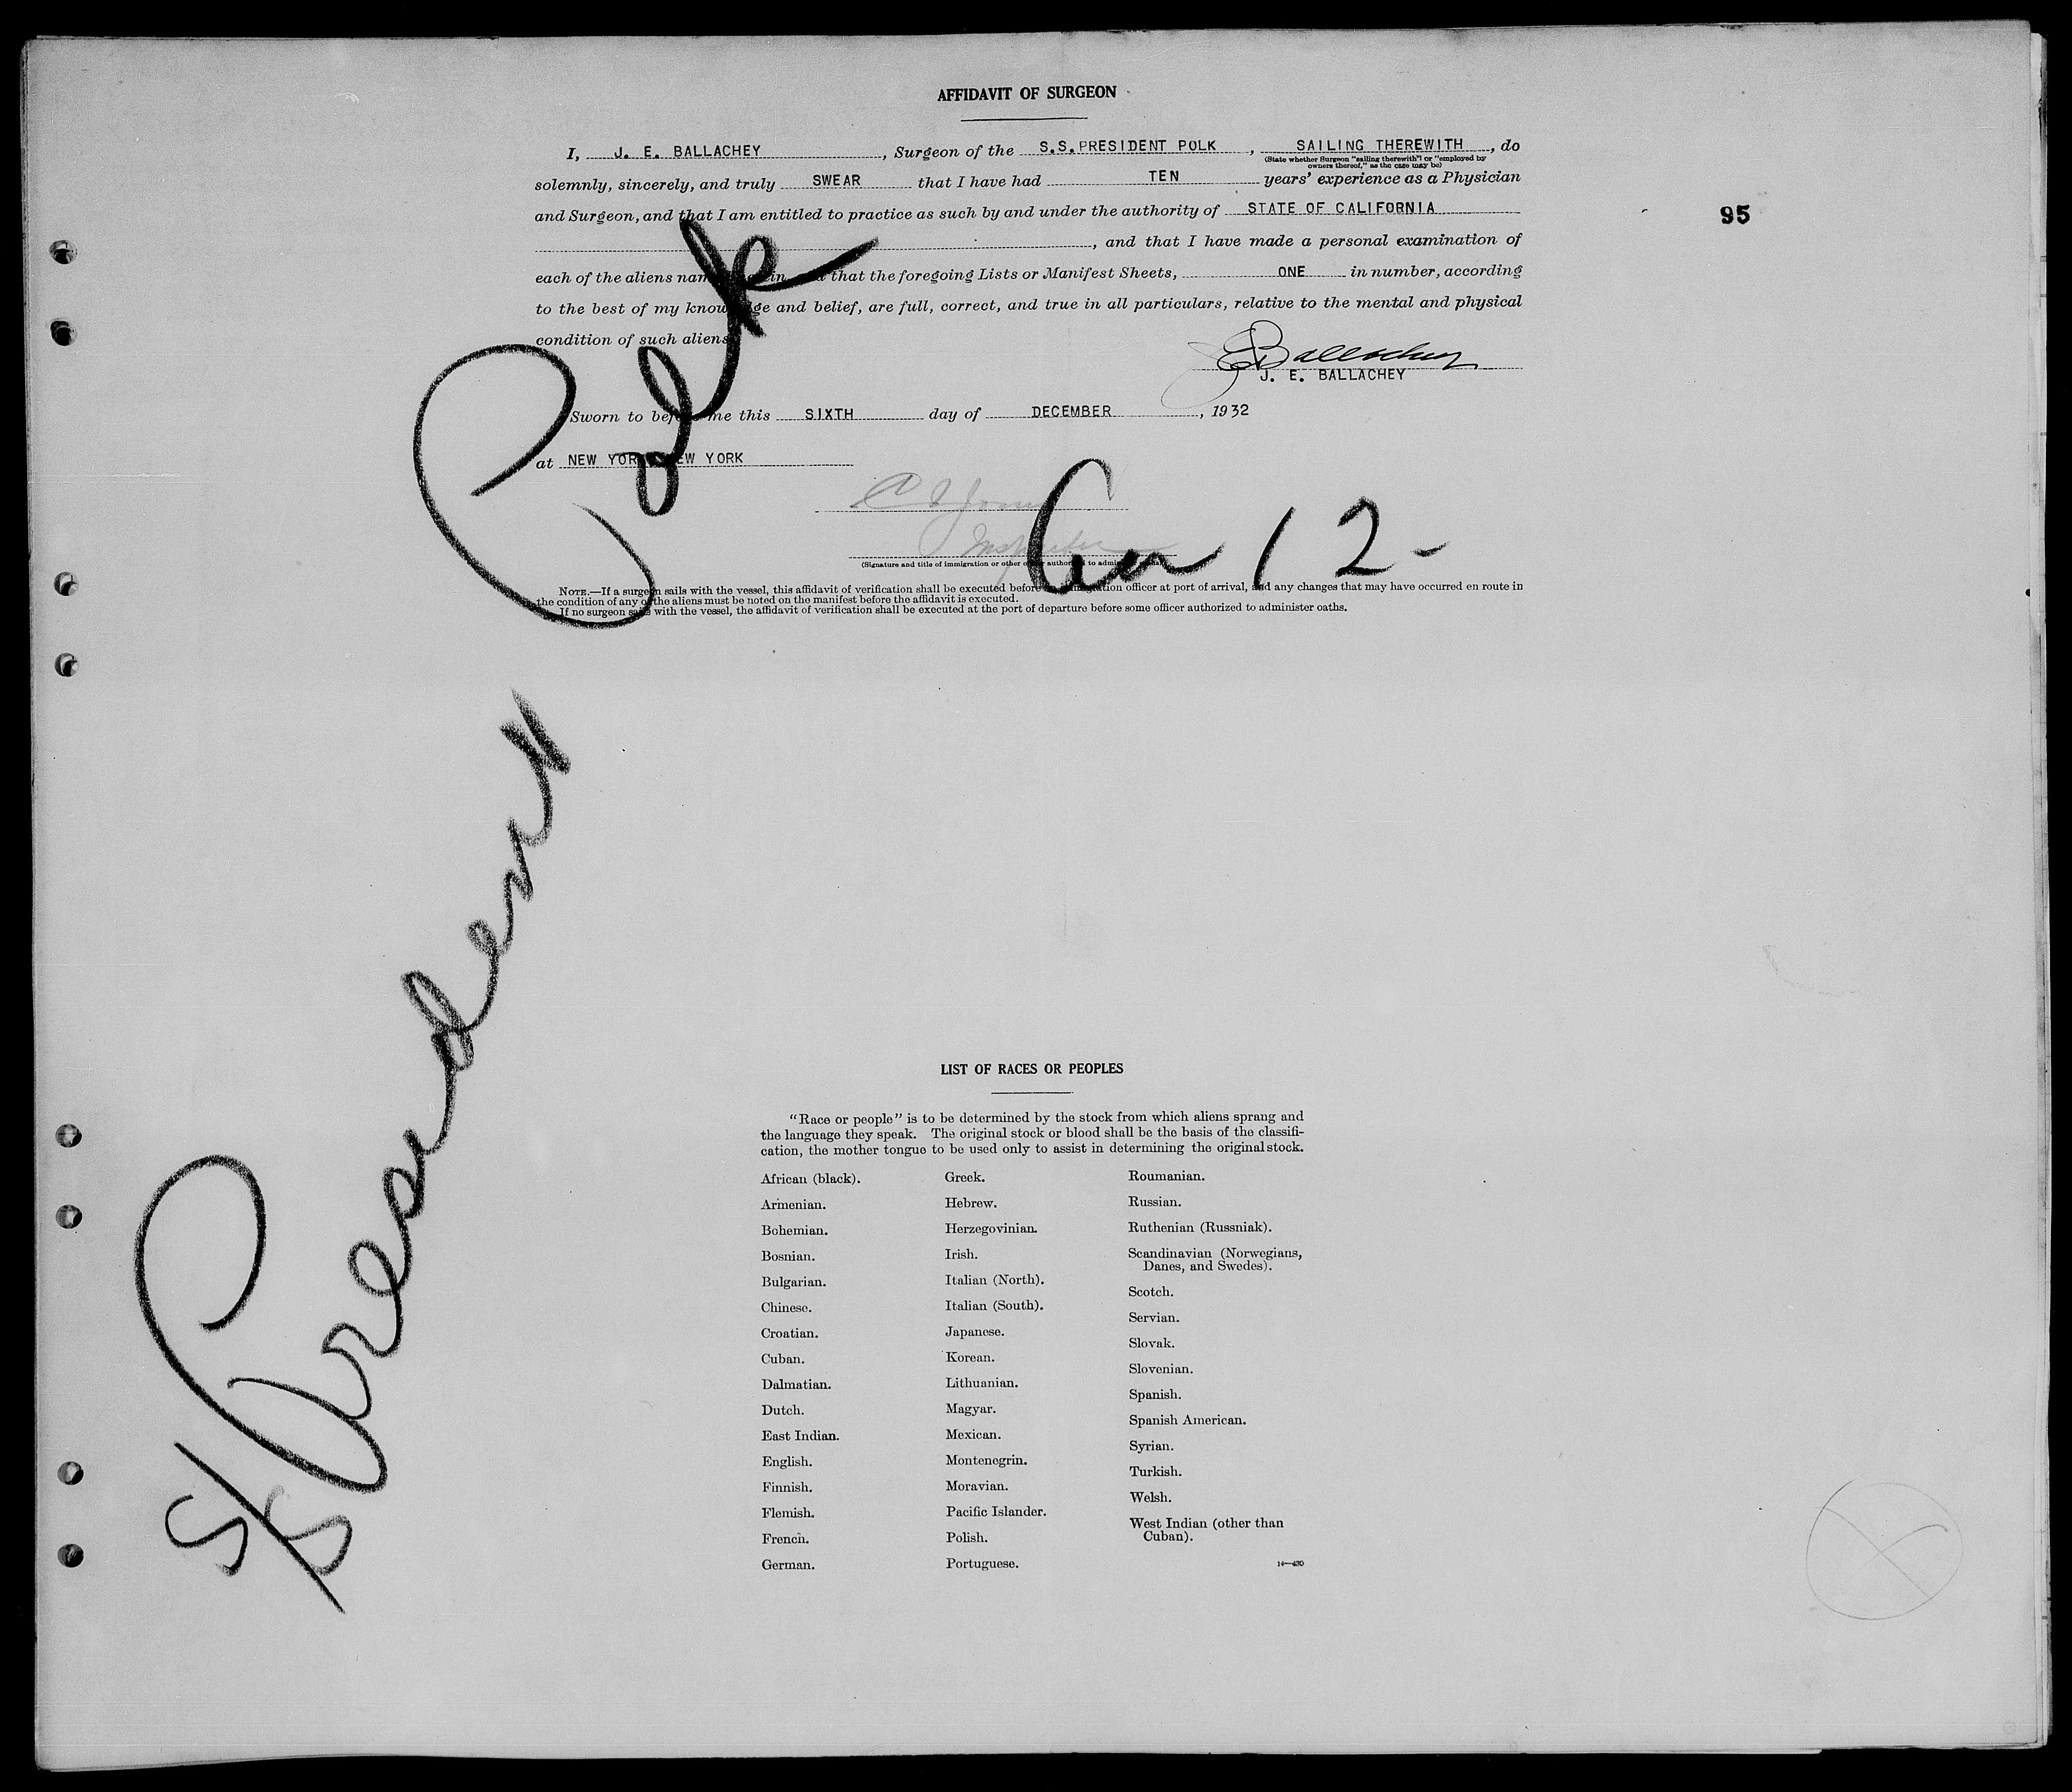 AFFIDAVIT OF SURGEON
I, J. E. BALLACHEY, Surgeon of the S.S.PRESIDENT POLK, SAILING THEREWITH, do
(State whether Surgeon "sailing therewith" or "employed by
owners thereof," as the case may be)
solemnly, sincerely, and truly SWEAR that I have had TEN years' experience as a Physician
95
and Surgeon, and that I am entitled to practice as such by and under the authority of STATE OF CALIFORNIA
, and that I have made a personal examination of
each of the aliens named herein, and that the foregoing Lists or Manifest Sheets, ONE in number, according
to the best of my knowledge and belief, are full, correct, and true in all particulars, relative to the mental and physical
condition of such aliens.
J E Ballachey
J. E. BALLACHEY
Sworn to before me this SIXTH day of DECEMBER, 1932
at NEW YORK, NEW YORK
Inspector
(Signature and title of immigration or other officer authorized to administer oaths)
12-
NOTE.—If a surgeon sails with the vessel, this affidavit of verification shall be executed before an immigration officer at port of arrival, and any changes that may have occurred en route in
the condition of any of the aliens must be noted on the manifest before the affidavit is executed.
If no surgeon sails with the vessel, the affidavit of verification shall be executed at the port of departure before some officer authorized to administer oaths.
S/S President Polk
LIST OF RACES OR PEOPLES
"Race or people" is to be determined by the stock from which aliens sprang and
the language they speak. The original stock or blood shall be the basis of the classifi-
cation, the mother tongue to be used only to assist in determining the original stock.
African (black).
Armenian.
Bohemian.
Bosnian.
Bulgarian.
Chinese.
Croatian.
Cuban.
Dalmatian.
Dutch.
East Indian.
English.
Finnish.
Flemish.
French.
German.
Greek.
Hebrew.
Herzegovinian.
Irish.
Italian (North).
Italian (South).
Japanese.
Korean.
Lithuanian.
Magyar.
Mexican.
Montenegrin.
Moravian.
Pacific Islander.
Polish.
Portuguese.
Roumanian.
Russian.
Ruthenian (Russniak).
Scandinavian (Norwegians,
Danes, and Swedes).
Scotch.
Servian.
Slovak.
Slovenian.
Spanish.
Spanish American.
Syrian.
Turkish.
Welsh.
West Indian (other than
Cuban).
14—430